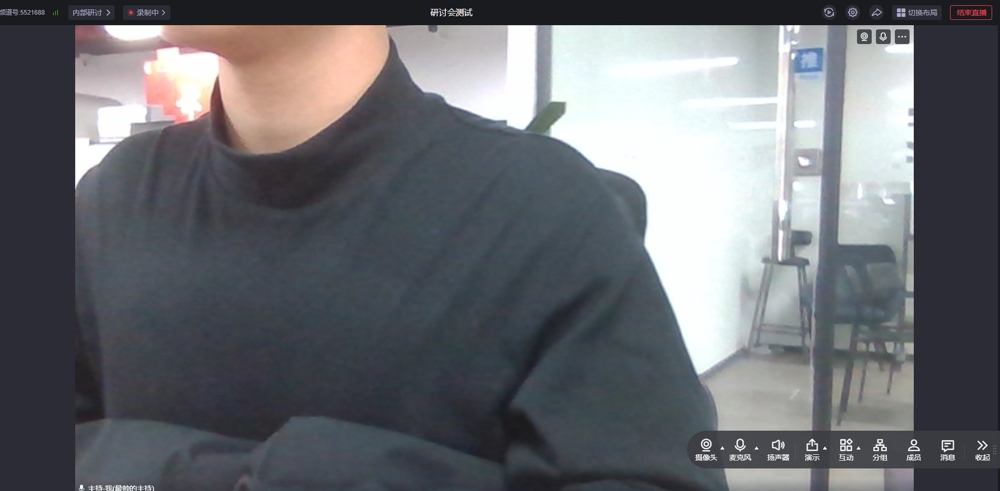 频道号:5521688
内部研讨
录制中
研讨会测试
切换布局
结束直播
推
摄像头
麦克风
扬声器
演示
互动
分组
成员
消息
收起
主持-我(最帅的主持)